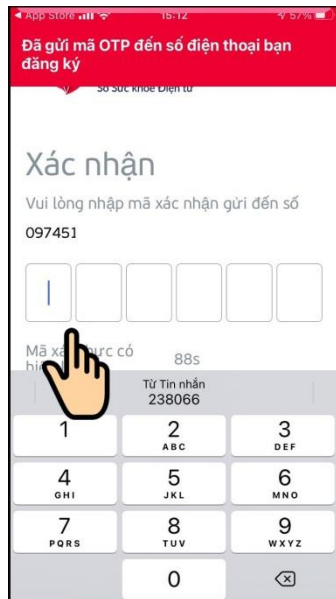 App Store 15:12 57%
Đã gửi mã OTP đến số điện thoại bạn
đăng ký
Sổ Sức khỏe Điện tử
Xác nhận
Vui lòng nhập mã xác nhận gửi đến số
097451
Mã xác thực có
88s
Từ Tin nhắn
238066
1 2 3
ABC DEF
4 5 6
GHI JKL MNO
7 8 9
PQRS TUV WXYZ
0